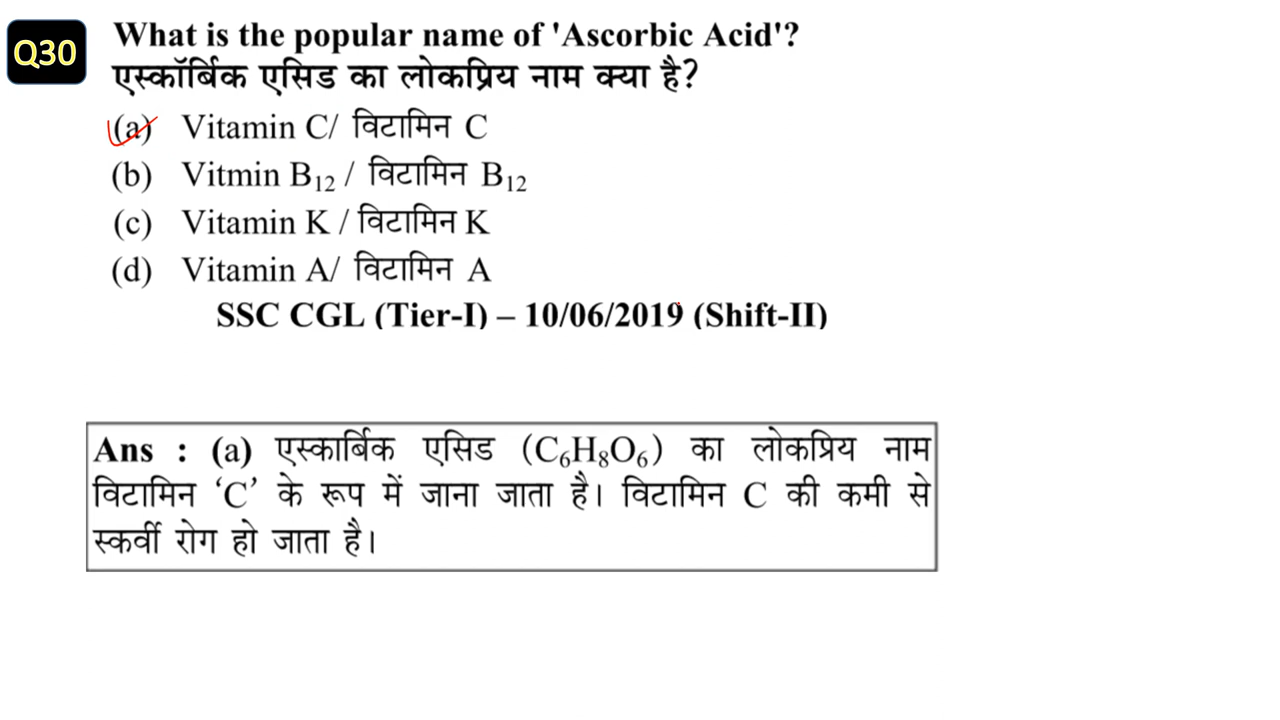 Q30
What is the popular name of 'Ascorbic Acid'?
एस्कॉर्बिक एसिड का लोकप्रिय नाम क्या है?
(a) Vitamin C/ विटामिन C
(b) Vitmin B₁₂ / विटामिन B₁₂
(c) Vitamin K / विटामिन K
(d) Vitamin A/ विटामिन A
SSC CGL (Tier-I) – 10/06/2019 (Shift-II)
Ans : (a) एस्कार्बिक एसिड (C₆H₈O₆) का लोकप्रिय नाम
विटामिन ‘C’ के रूप में जाना जाता है। विटामिन C की कमी से
स्कर्वी रोग हो जाता है।